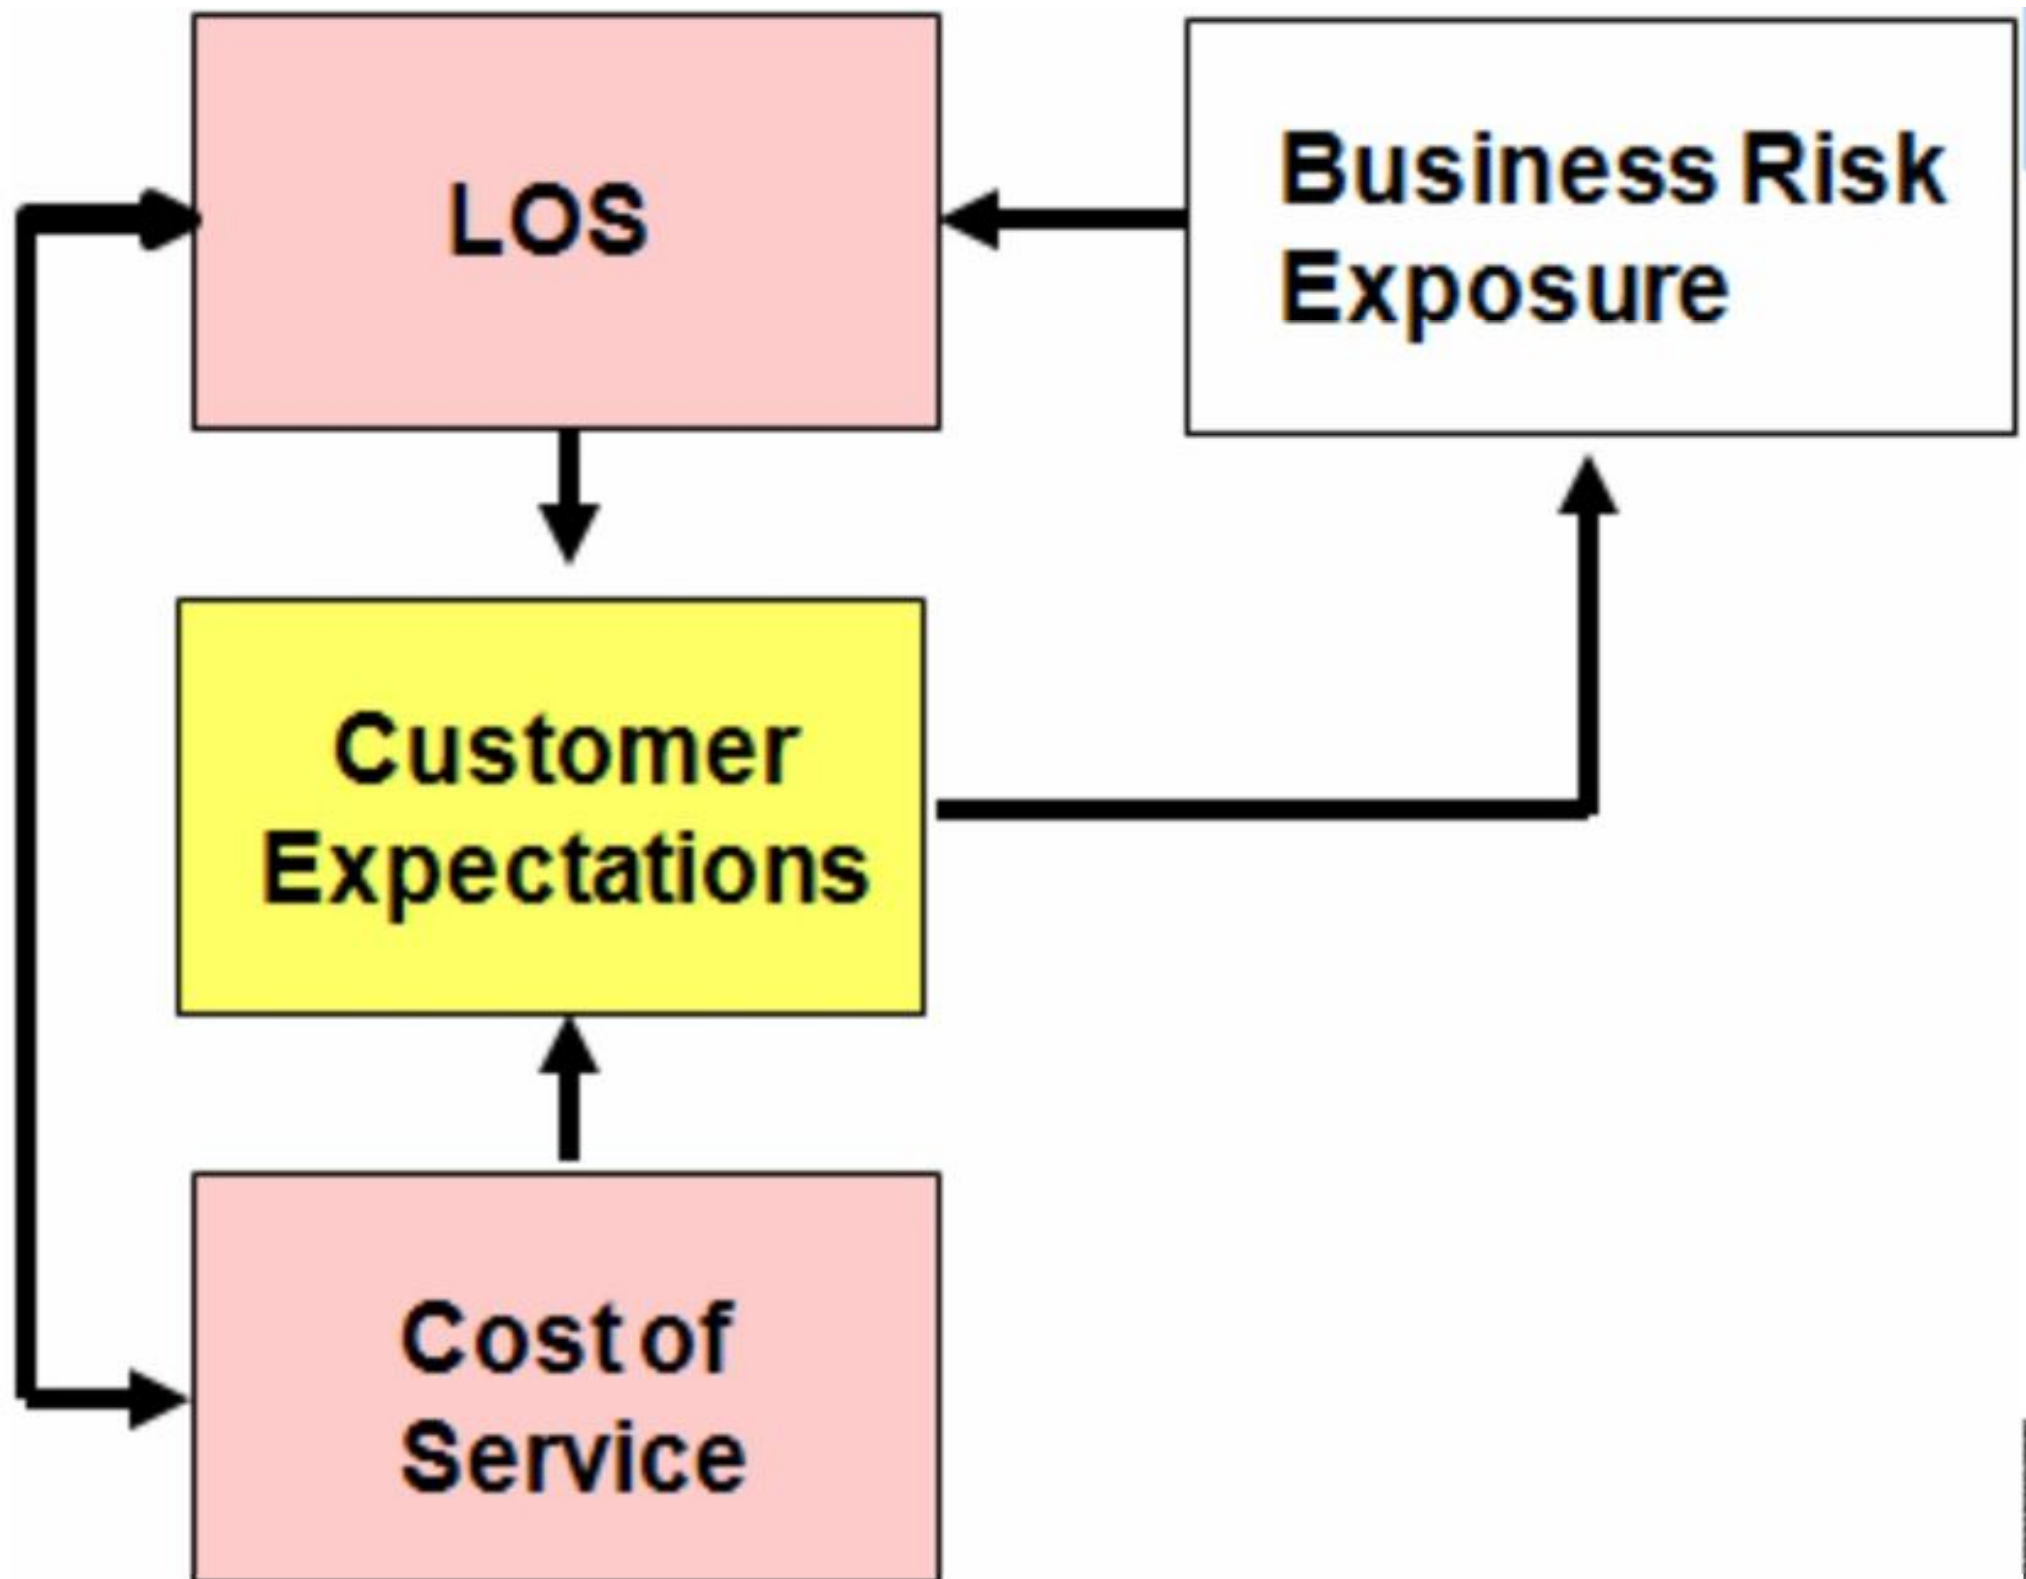 LOS
Business Risk
Exposure
Customer
Expectations
Cost of
Service